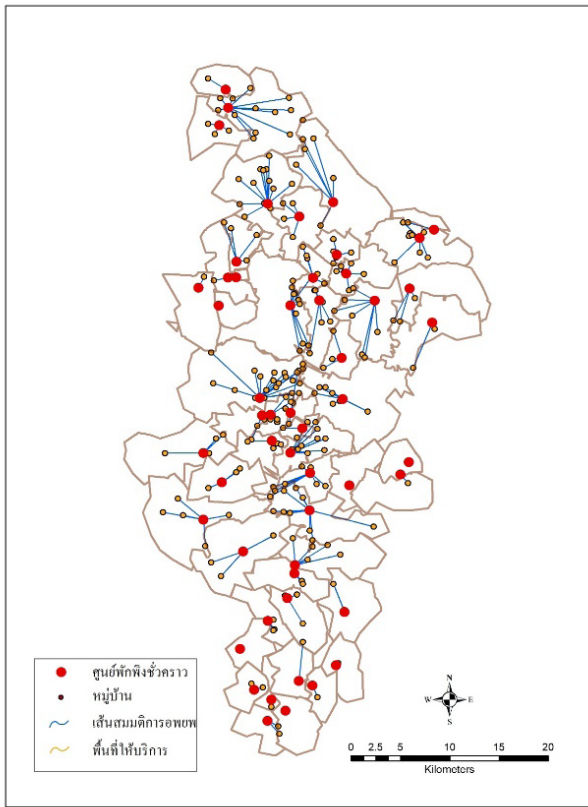 ศูนย์พักพิงชั่วคราว
หมู่บ้าน
เส้นสมมติการอพยพ
พื้นที่ให้บริการ
N
W E
S
0 2.5 5 10 15 20
Kilometers